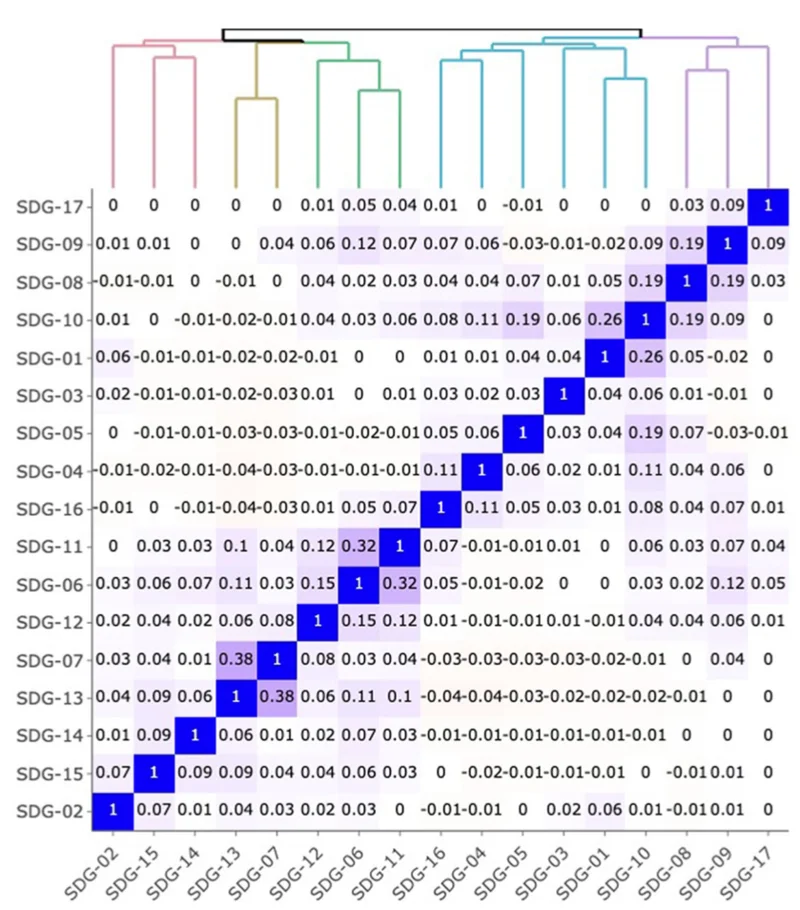 SDG-17 0 0 0 0 0 0.01 0.05 0.04 0.01 0 -0.01 0 0 0 0.03 0.09 1
SDG-09 0.01 0.01 0 0 0.04 0.06 0.12 0.07 0.07 0.06 -0.03 -0.01 -0.02 0.09 0.19 1 0.09
SDG-08 -0.01 -0.01 0 -0.01 0 0.04 0.02 0.03 0.04 0.04 0.07 0.01 0.05 0.19 1 0.19 0.03
SDG-10 0.01 0 -0.01 -0.02 -0.01 0.04 0.03 0.06 0.08 0.11 0.19 0.06 0.26 1 0.19 0.09 0
SDG-01 0.06 -0.01 -0.01 -0.02 -0.02 -0.01 0 0 0.01 0.01 0.04 0.04 1 0.26 0.05 -0.02 0
SDG-03 0.02 -0.01 -0.01 -0.02 -0.03 0.01 0 0.01 0.03 0.02 0.03 1 0.04 0.06 0.01 -0.01 0
SDG-05 0 -0.01 -0.01 -0.03 -0.03 -0.01 -0.02 -0.01 0.05 0.06 1 0.03 0.04 0.19 0.07 -0.03 -0.01
SDG-04 -0.01 -0.02 -0.01 -0.04 -0.03 -0.01 -0.01 -0.01 0.11 1 0.06 0.02 0.01 0.11 0.04 0.06 0
SDG-16 -0.01 0 -0.01 -0.04 -0.03 0.01 0.05 0.07 1 0.11 0.05 0.03 0.01 0.08 0.04 0.07 0.01
SDG-11 0 0.03 0.03 0.1 0.04 0.12 0.32 1 0.07 -0.01 -0.01 0.01 0 0.06 0.03 0.07 0.04
SDG-06 0.03 0.06 0.07 0.11 0.03 0.15 1 0.32 0.05 -0.01 -0.02 0 0 0.03 0.02 0.12 0.05
SDG-12 0.02 0.04 0.02 0.06 0.08 1 0.15 0.12 0.01 -0.01 -0.01 0.01 -0.01 0.04 0.04 0.06 0.01
SDG-07 0.03 0.04 0.01 0.38 1 0.08 0.03 0.04 -0.03 -0.03 -0.03 -0.03 -0.02 -0.01 0 0.04 0
SDG-13 0.04 0.09 0.06 1 0.38 0.06 0.11 0.1 -0.04 -0.04 -0.03 -0.02 -0.02 -0.02 -0.01 0 0
SDG-14 0.01 0.09 1 0.06 0.01 0.02 0.07 0.03 -0.01 -0.01 -0.01 -0.01 -0.01 -0.01 0 0 0
SDG-15 0.07 1 0.09 0.09 0.04 0.04 0.06 0.03 0 -0.02 -0.01 -0.01 -0.01 0 -0.01 0.01 0
SDG-02 1 0.07 0.01 0.04 0.03 0.02 0.03 0 -0.01 -0.01 0 0.02 0.06 0.01 -0.01 0.01 0
SDG-02 SDG-15 SDG-14 SDG-13 SDG-07 SDG-12 SDG-06 SDG-11 SDG-16 SDG-04 SDG-05 SDG-03 SDG-01 SDG-10 SDG-08 SDG-09 SDG-17